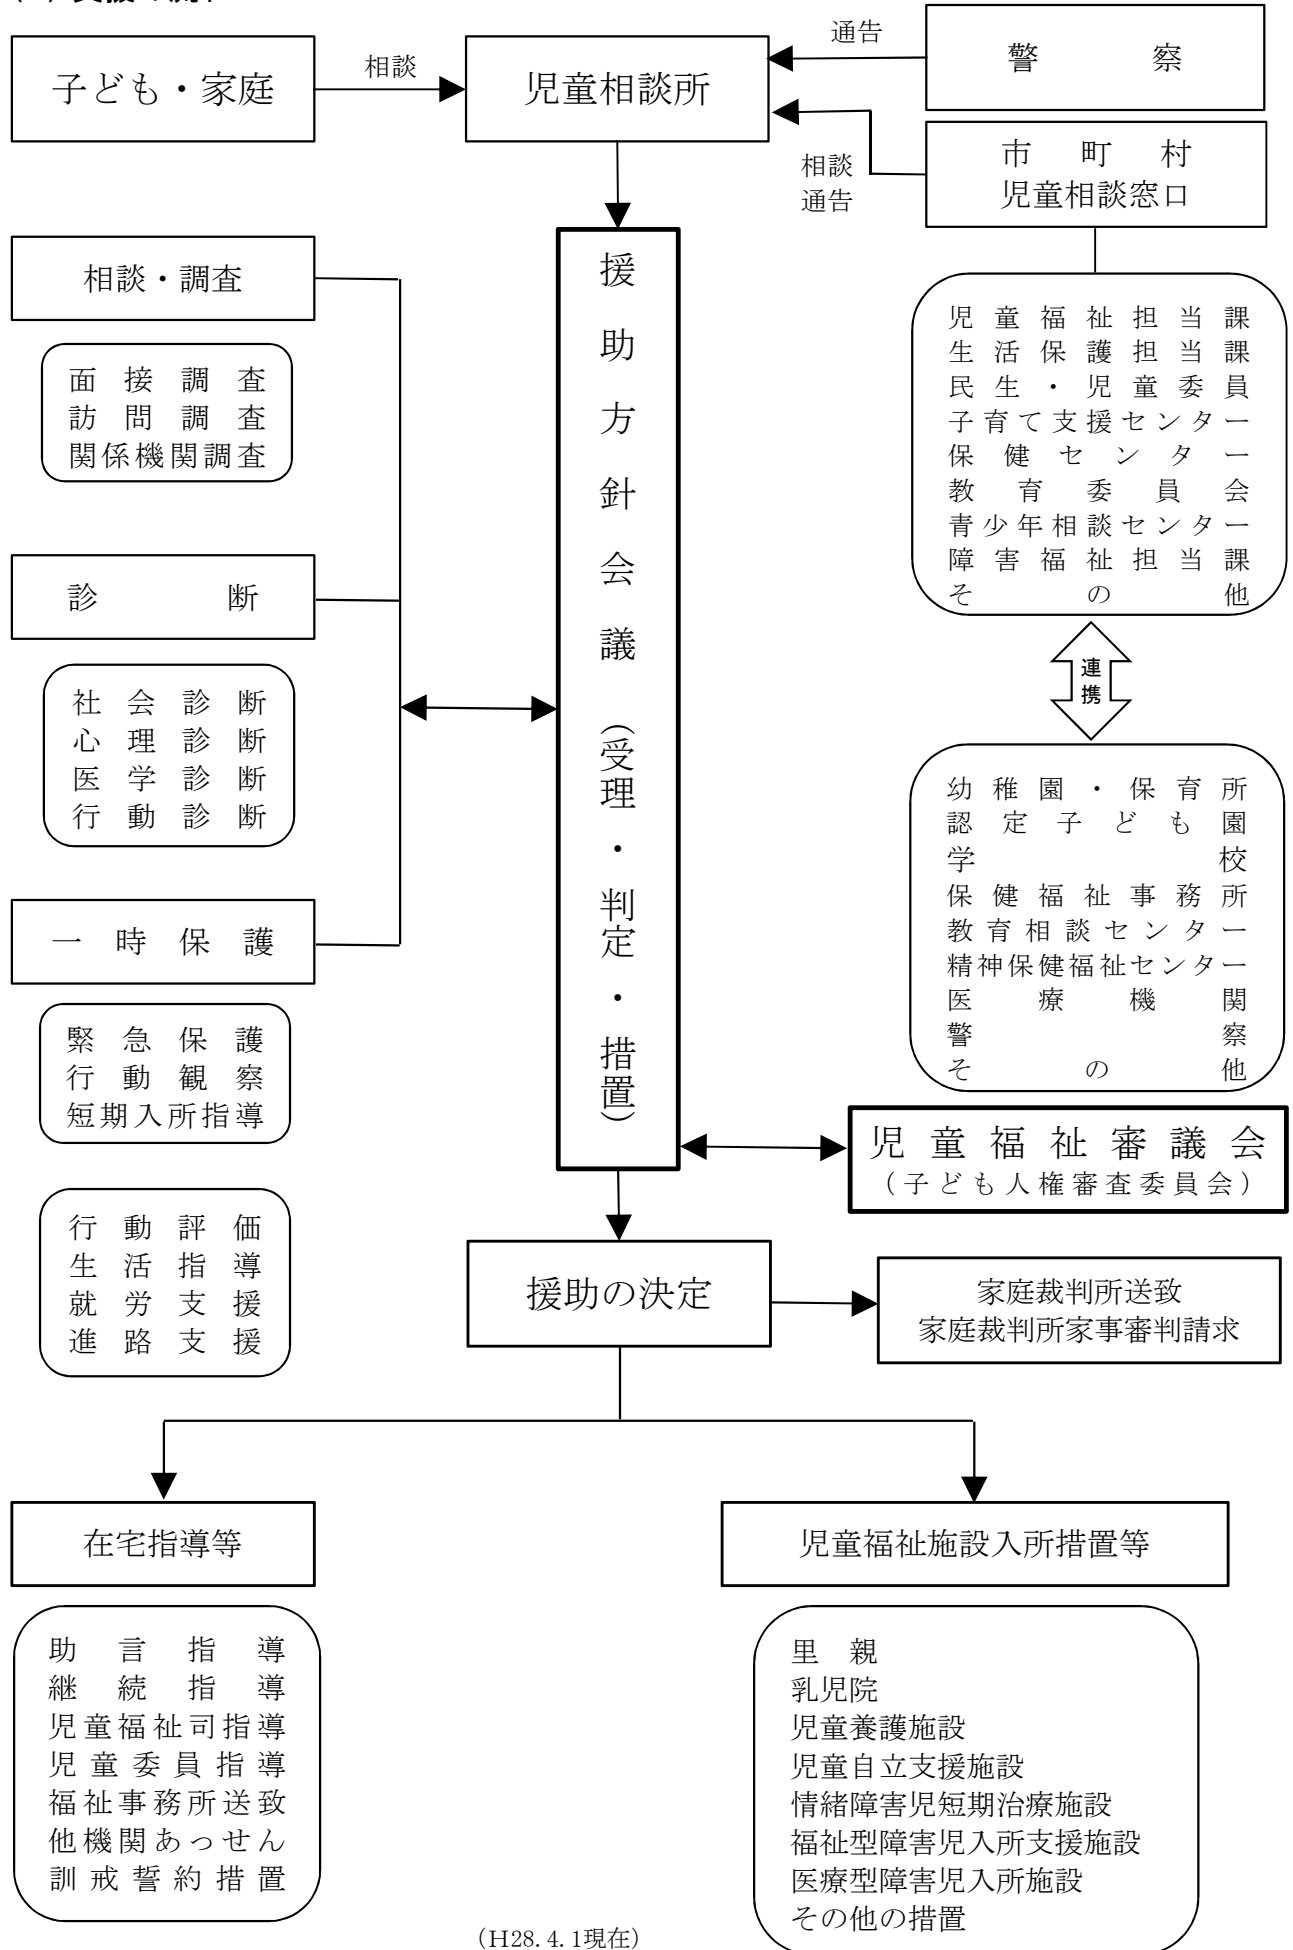 子ども・家庭
相談
児童相談所
通告
警察
相談
通告
市町村
児童相談窓口
児童福祉担当課
生活保護担当課
民生・児童委員
子育て支援センター
保健センター
教育委員会
青少年相談センター
障害福祉担当課
その他
連携
幼稚園・保育所
認定子ども園
学校
保健福祉事務所
教育相談センター
精神保健福祉センター
医療機関
警察
その他
相談・調査
面接調査
訪問調査
関係機関調査
診断
社会診断
心理診断
医学診断
行動診断
一時保護
緊急保護
行動観察
短期入所指導
行動評価
生活指導
就労支援
進路支援
援助方針会議（受理・判定・措置）
児童福祉審議会
（子ども人権審査委員会）
援助の決定
家庭裁判所送致
家庭裁判所家事審判請求
在宅指導等
助言指導
継続指導
児童福祉司指導
児童委員指導
福祉事務所送致
他機関あっせん
訓戒誓約措置
児童福祉施設入所措置等
里親
乳児院
児童養護施設
児童自立支援施設
情緒障害児短期治療施設
福祉型障害児入所支援施設
医療型障害児入所施設
その他の措置
（H28.4.1現在）